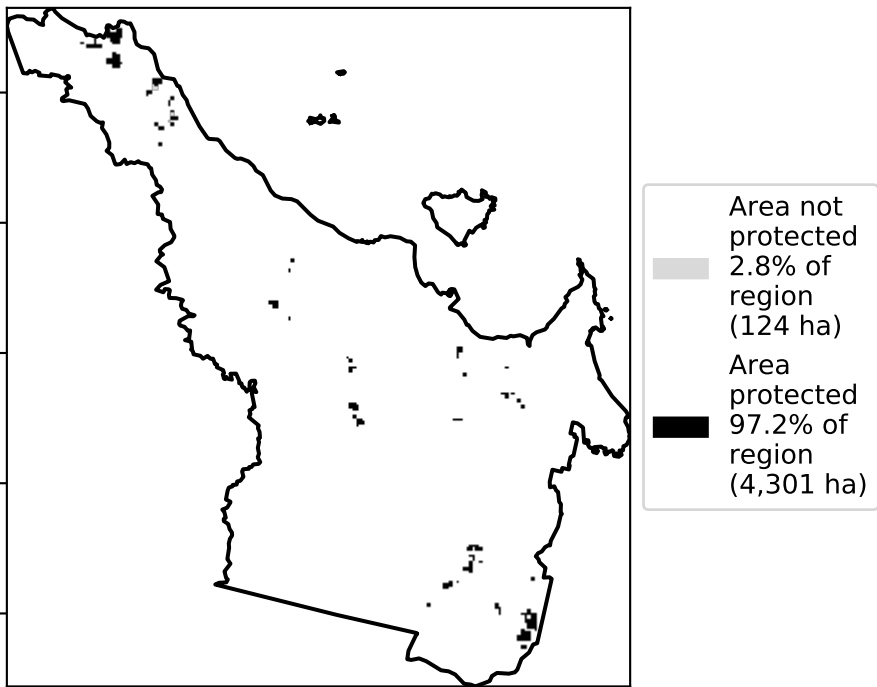 Area not
protected
2.8% of
region
(124 ha)
Area
protected
97.2% of
region
(4,301 ha)